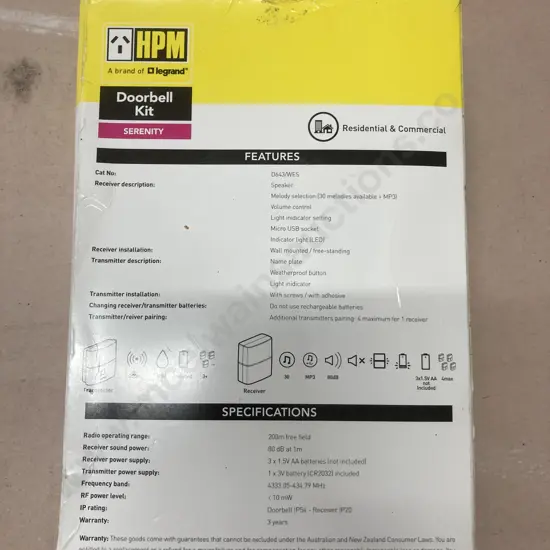 HPM
A brand of legrand®
Doorbell
Kit
SERENITY
Residential & Commercial
FEATURES
Cat No: D643/WES
Receiver description: Speaker
Melody selection (30 melodies available + MP3)
Volume control
Light indicator setting
Micro USB socket
Indicator light (LED)
Receiver installation: Wall mounted / free-standing
Transmitter description: Name plate
Weatherproof button
Light indicator
Transmitter installation: With screws / with adhesive
Changing receiver/transmitter batteries: Do not use rechargable batteries
Transmitter/reiver pairing: Additional transmitters pairing: 4 maximum for 1 receiver
Receiver
30 MP3 80dB 3x1.5V AA not included 4max
SPECIFICATIONS
Radio operating range: 200m free field
Receiver sound power: 80 dB at 1m
Receiver power supply: 3 x 1.5V AA batteries (not included)
Transmitter power supply: 1 x 3V battery (CR2032) included
Frequency band: 4333.05-434.79 MHz
RF power level: <10 mW
IP rating: Doorbell IP54 - Receiver IP20
Warranty: 3 years
Warranty: These goods come with guarantees that cannot be excluded under the Australian and New Zealand Consumer Laws. You are